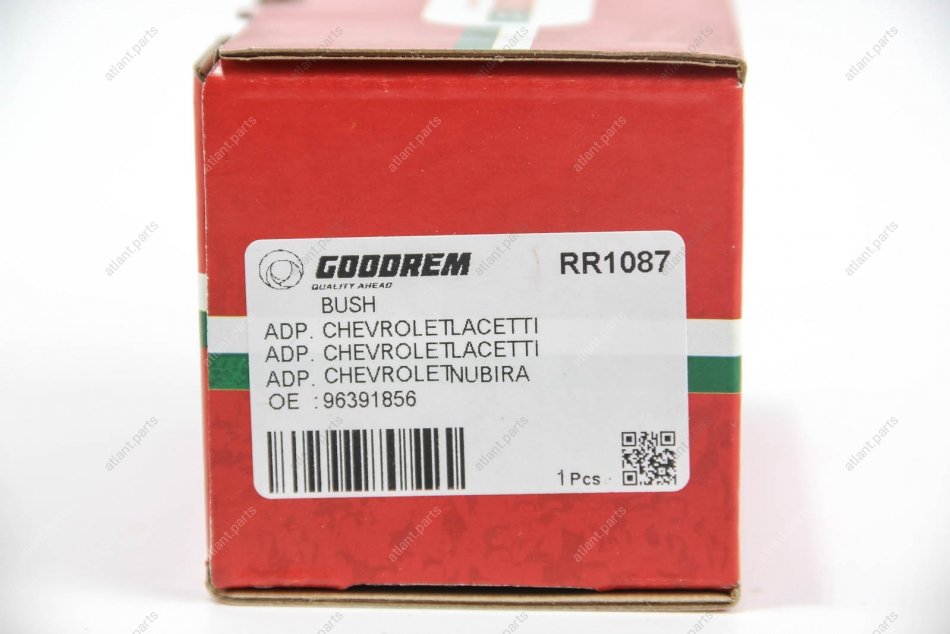 GOODREM
QUALITY AHEAD
RR1087
BUSH
ADP. CHEVROLETLACETTI
ADP. CHEVROLETLACETTI
ADP. CHEVROLETNUBIRA
OE :96391856
1 Pcs
atlant.parts